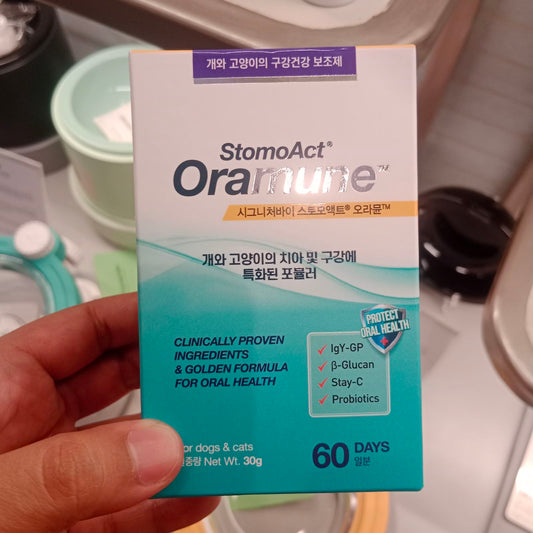 개와 고양이의 구강건강 보조제
StomoAct®
Oramune™
시그니처바이 스토모액트® 오라뮨™
개와 고양이의 치아 및 구강에
특화된 포뮬러
PROTECT
ORAL HEALTH
CLINICALLY PROVEN
INGREDIENTS
& GOLDEN FORMULA
FOR ORAL HEALTH
IgY-GP
β-Glucan
Stay-C
Probiotics
for dogs & cats
Net Wt. 30g
60 DAYS
일분